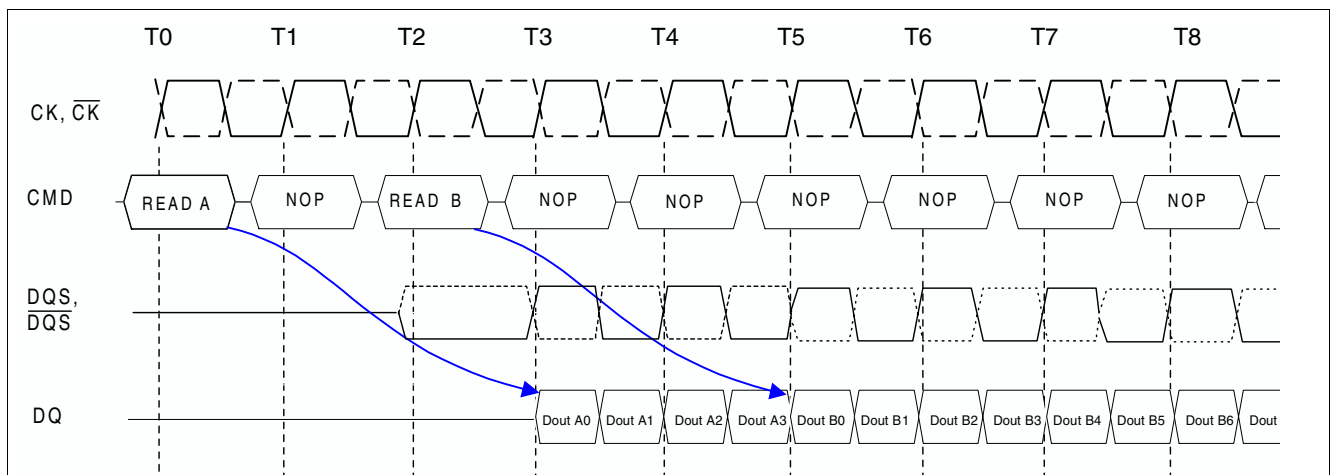 T0 T1 T2 T3 T4 T5 T6 T7 T8
CK, CK
CMD READ A NOP READ B NOP NOP NOP NOP NOP NOP
DQS,
DQS
DQ Dout A0 Dout A1 Dout A2 Dout A3 Dout B0 Dout B1 Dout B2 Dout B3 Dout B4 Dout B5 Dout B6 Dout